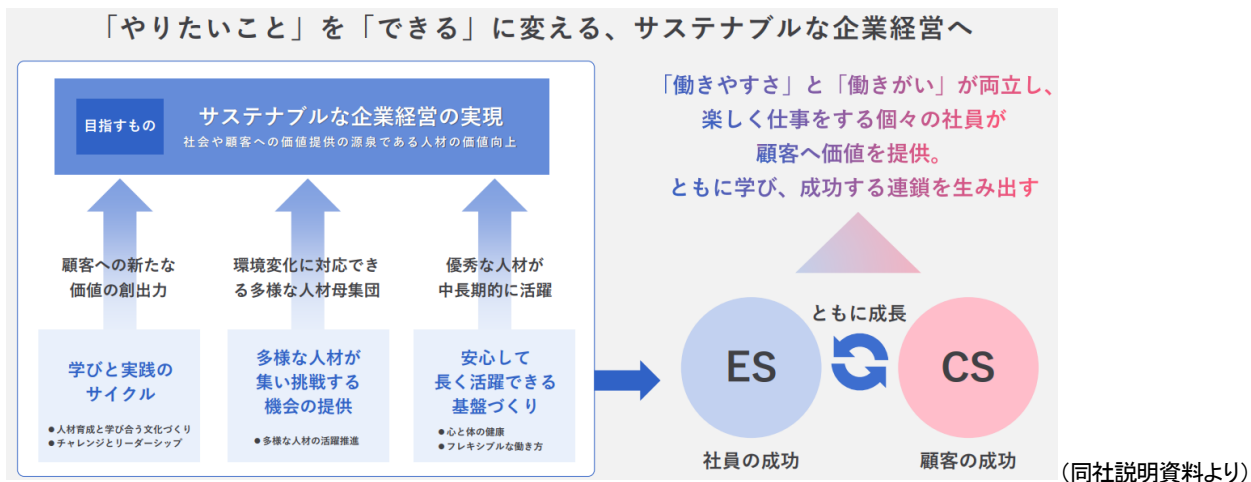 「やりたいこと」を「できる」に変える、サステナブルな企業経営へ
目指すもの
サステナブルな企業経営の実現
社会や顧客への価値提供の源泉である人材の価値向上
顧客への新たな
価値の創出力
環境変化に対応でき
る多様な人材母集団
優秀な人材が
中長期的に活躍
学びと実践の
サイクル
●人材育成と学び合う文化づくり
●チャレンジとリーダーシップ
多様な人材が
集い挑戦する
機会の提供
●多様な人材の活躍推進
安心して
長く活躍できる
基盤づくり
●心と体の健康
●フレキシブルな働き方
「働きやすさ」と「働きがい」が両立し、
楽しく仕事をする個々の社員が
顧客へ価値を提供。
ともに学び、成功する連鎖を生み出す
ともに成長
ES
CS
社員の成功
顧客の成功
（同社説明資料より）